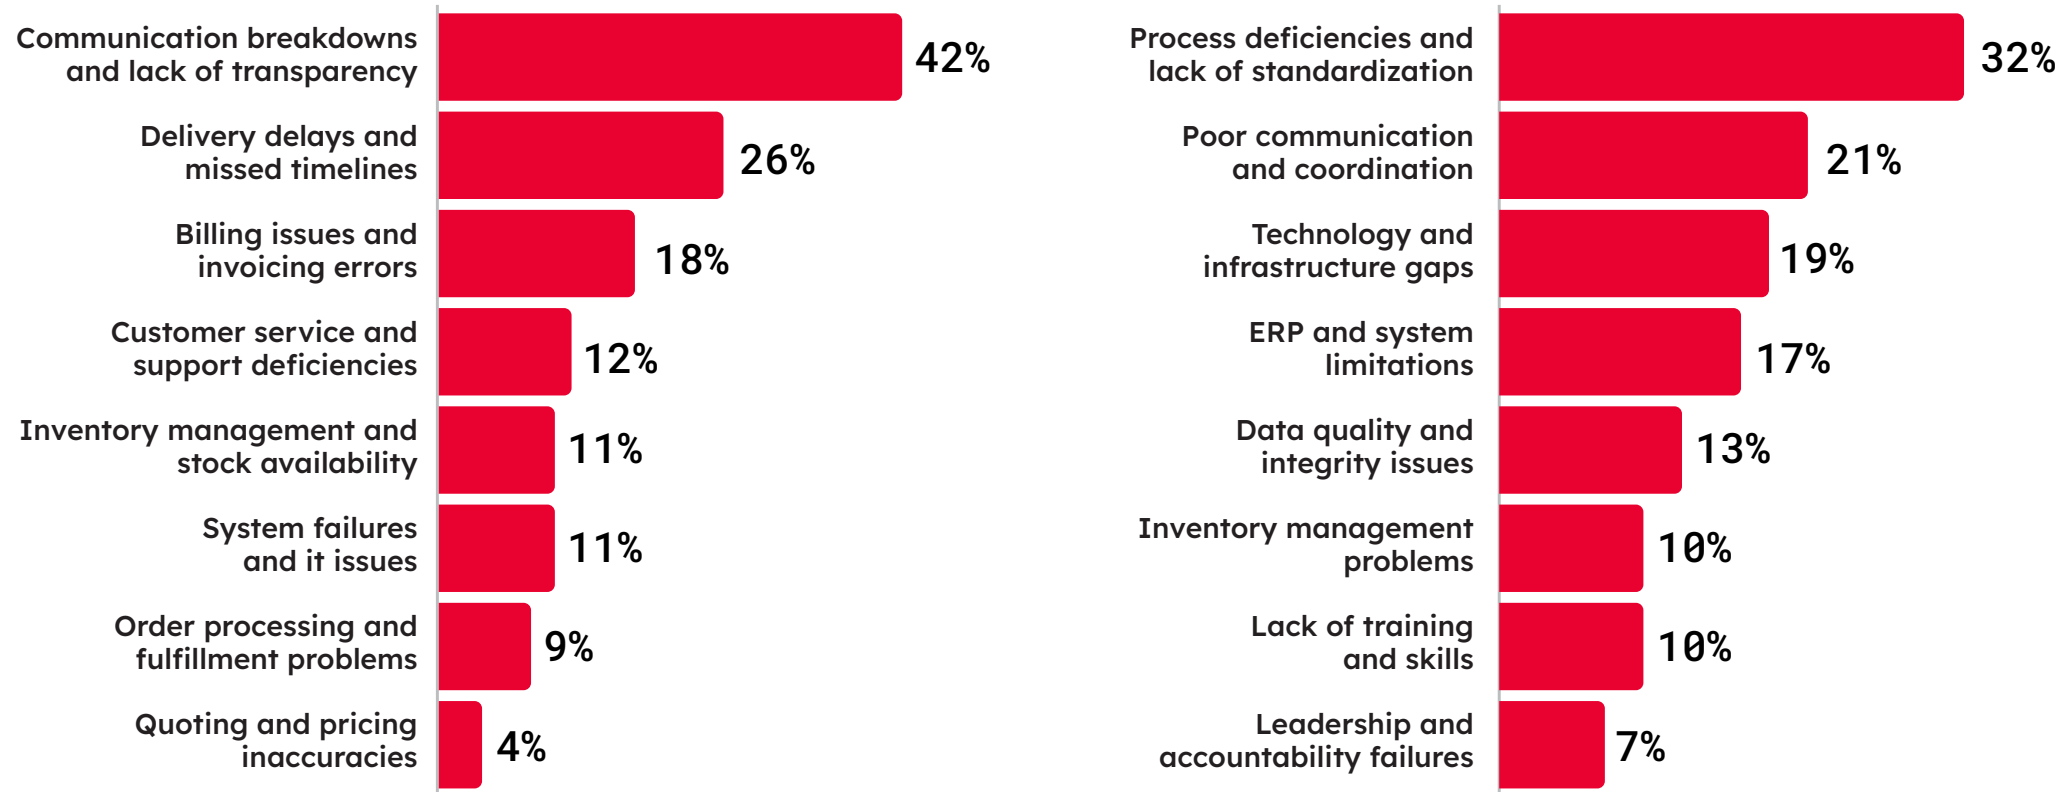 Communication breakdowns
and lack of transparency
42%
Delivery delays and
missed timelines
26%
Billing issues and
invoicing errors
18%
Customer service and
support deficiencies
12%
Inventory management and
stock availability
11%
System failures
and it issues
11%
Order processing and
fulfillment problems
9%
Quoting and pricing
inaccuracies
4%
Process deficiencies and
lack of standardization
32%
Poor communication
and coordination
21%
Technology and
infrastructure gaps
19%
ERP and system
limitations
17%
Data quality and
integrity issues
13%
Inventory management
problems
10%
Lack of training
and skills
10%
Leadership and
accountability failures
7%